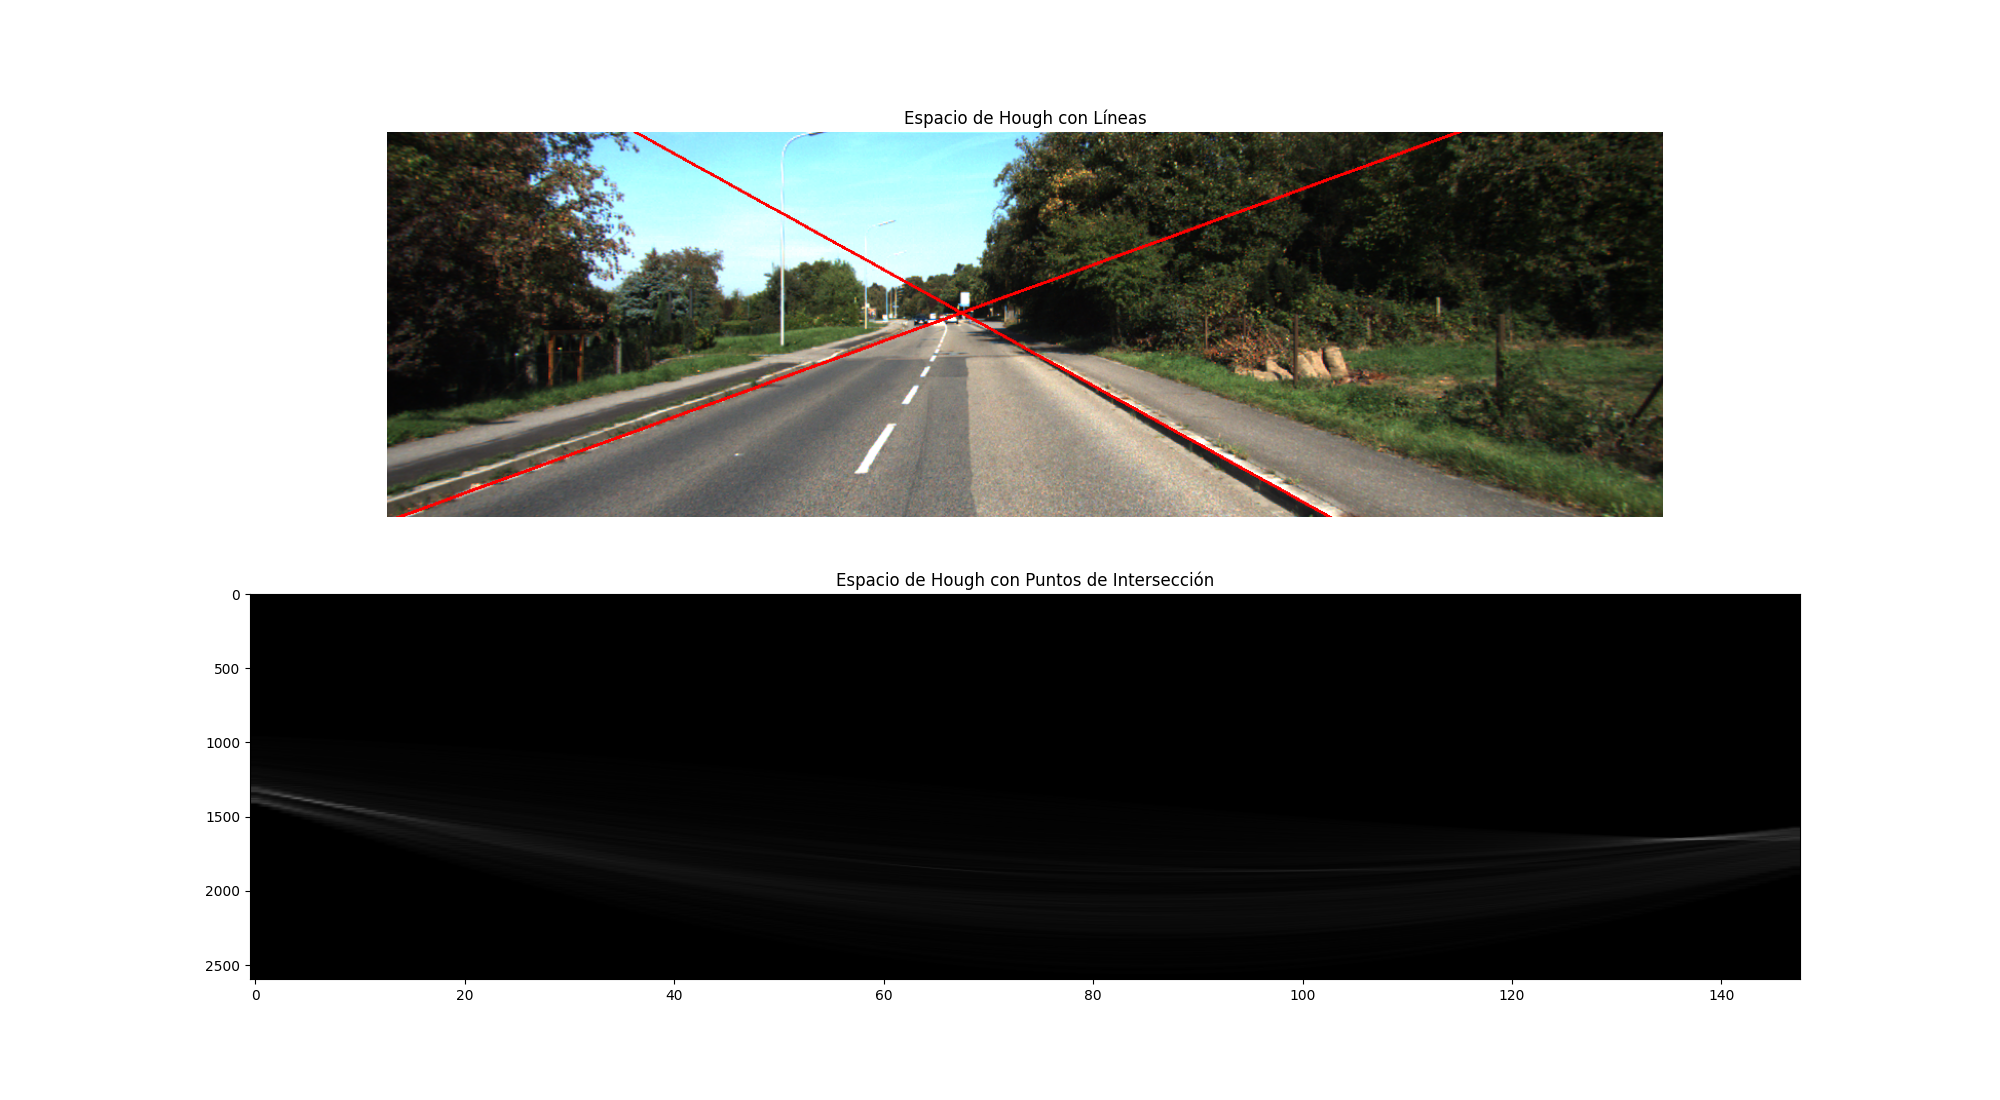 Espacio de Hough con Líneas
Espacio de Hough con Puntos de Intersección
0
500
1000
1500
2000
2500
0 20 40 60 80 100 120 140